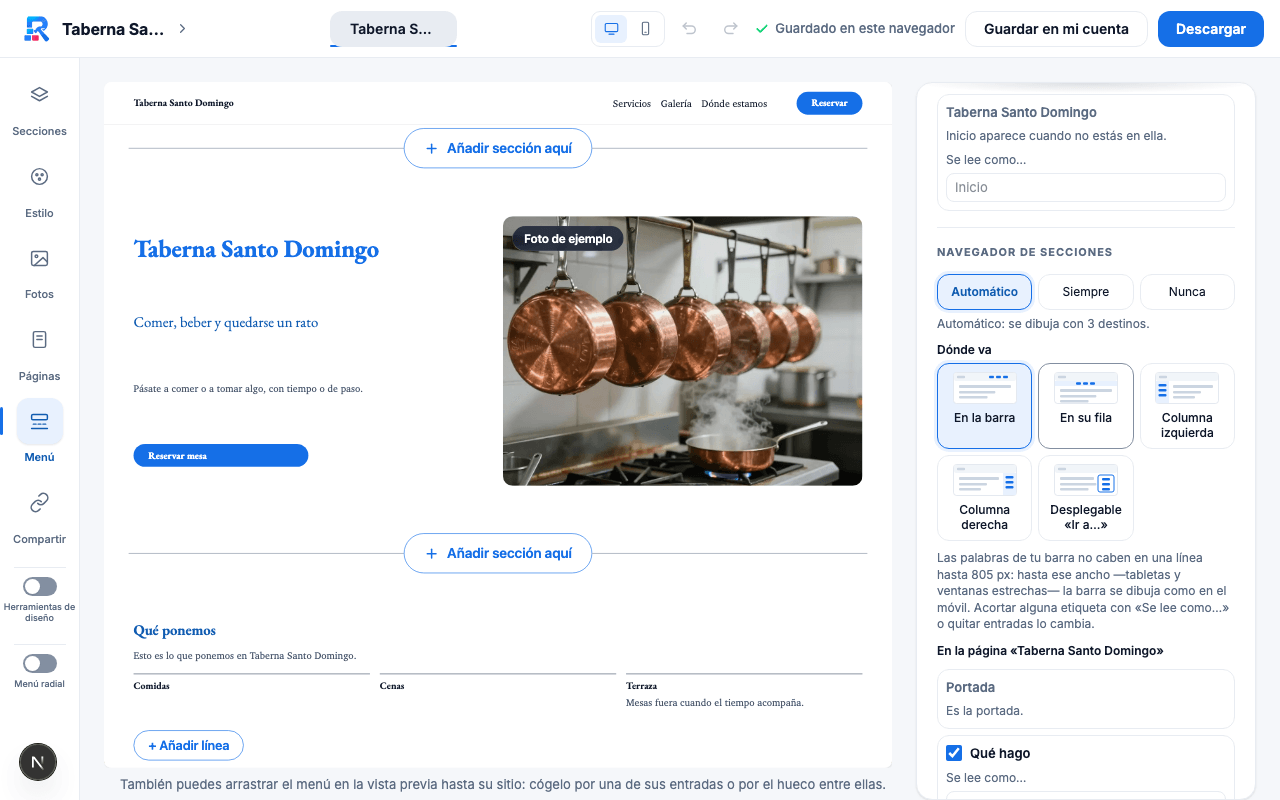 Taberna Sa...
Taberna S...
Guardado en este navegador
Guardar en mi cuenta
Descargar
Secciones
Estilo
Fotos
Páginas
Menú
Compartir
Herramientas de
diseño
Menú radial
N
Taberna Santo Domingo
Servicios
Galería
Dónde estamos
Reservar
+ Añadir sección aquí
Taberna Santo Domingo
Comer, beber y quedarse un rato
Pásate a comer o a tomar algo, con tiempo o de paso.
Reservar mesa
Foto de ejemplo
+ Añadir sección aquí
Qué ponemos
Esto es lo que ponemos en Taberna Santo Domingo.
Comidas
Cenas
Terraza
Mesas fuera cuando el tiempo acompaña.
+ Añadir línea
También puedes arrastrar el menú en la vista previa hasta su sitio: cógelo por una de sus entradas o por el hueco entre ellas.
Taberna Santo Domingo
Inicio aparece cuando no estás en ella.
Se lee como...
Inicio
NAVEGADOR DE SECCIONES
Automático
Siempre
Nunca
Automático: se dibuja con 3 destinos.
Dónde va
En la barra
En su fila
Columna
izquierda
Columna
derecha
Desplegable
«Ir a...»
Las palabras de tu barra no caben en una línea
hasta 805 px: hasta ese ancho —tabletas y
ventanas estrechas— la barra se dibuja como en el
móvil. Acortar alguna etiqueta con «Se lee como...»
o quitar entradas lo cambia.
En la página «Taberna Santo Domingo»
Portada
Es la portada.
Qué hago
Se lee como...